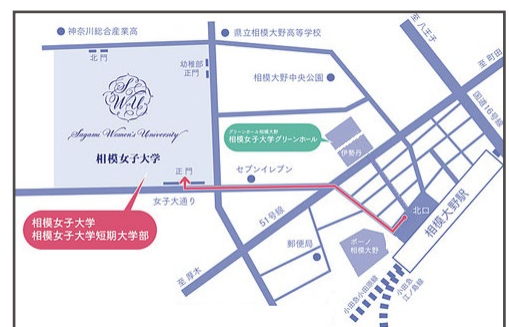 神奈川総合産業高
県立相模大野高等学校
至八王子
至町田
北門
幼稚部
正門
相模大野中央公園
国道16号線
SWU
Sagami Women's University
相模女子大学
グリーンホール相模大野
相模女子大学グリーンホール
伊勢丹
正門
セブンイレブン
女子大通り
北口
相模大野駅
相模女子大学
相模女子大学短期大学部
51号線
郵便局
ボーノ
相模大野
至厚木
小田急小田原線
小田急
江ノ島線